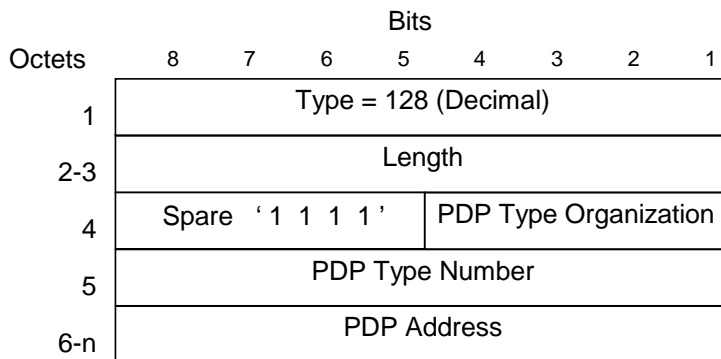 Bits
Octets 8 7 6 5 4 3 2 1
1 Type = 128 (Decimal)
2-3 Length
4 Spare ‘ 1 1 1 1 ’ PDP Type Organization
5 PDP Type Number
6-n PDP Address